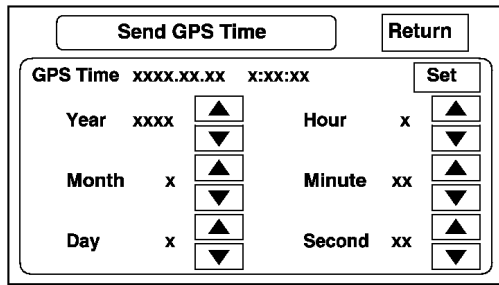 Send GPS Time Return
GPS Time xxxx.xx.xx x:xx:xx Set
Year xxxx Hour x
Month x Minute xx
Day x Second xx